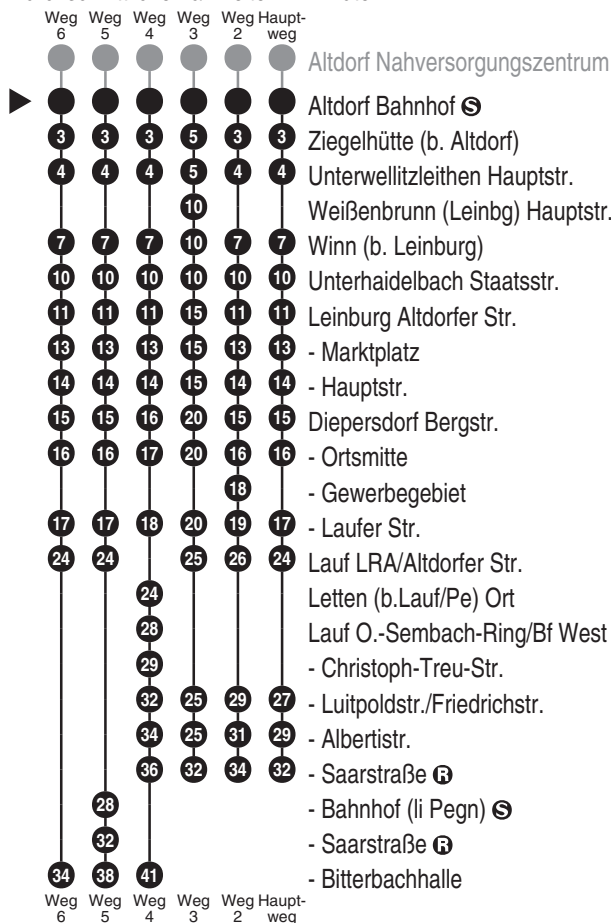 Weg Weg Weg Weg Weg Haupt-
6 5 4 3 2 weg
Altdorf Nahversorgungszentrum
Altdorf Bahnhof S
3 3 3 5 3 3 Ziegelhütte (b. Altdorf)
4 4 4 5 4 4 Unterwellitzleithen Hauptstr.
10 Weißenbrunn (Leinbg) Hauptstr.
7 7 7 10 7 7 Winn (b. Leinburg)
10 10 10 10 10 10 Unterhaidelbach Staatsstr.
11 11 11 15 11 11 Leinburg Altdorfer Str.
13 13 13 15 13 13 - Marktplatz
14 14 14 15 14 14 - Hauptstr.
15 15 16 20 15 15 Diepersdorf Bergstr.
16 16 17 20 16 16 - Ortsmitte
18 - Gewerbegebiet
17 17 18 20 19 17 - Laufer Str.
24 24 25 26 24 Lauf LRA/Altdorfer Str.
24 Letten (b.Lauf/Pe) Ort
28 Lauf O.-Sembach-Ring/Bf West
29 - Christoph-Treu-Str.
32 25 29 27 - Luitpoldstr./Friedrichstr.
34 25 31 29 - Albertistr.
36 32 34 32 - Saarstraße R
28 - Bahnhof (li Pegn) S
32 - Saarstraße R
34 38 41 - Bitterbachhalle
Weg Weg Weg Weg Weg Haupt-
6 5 4 3 2 weg